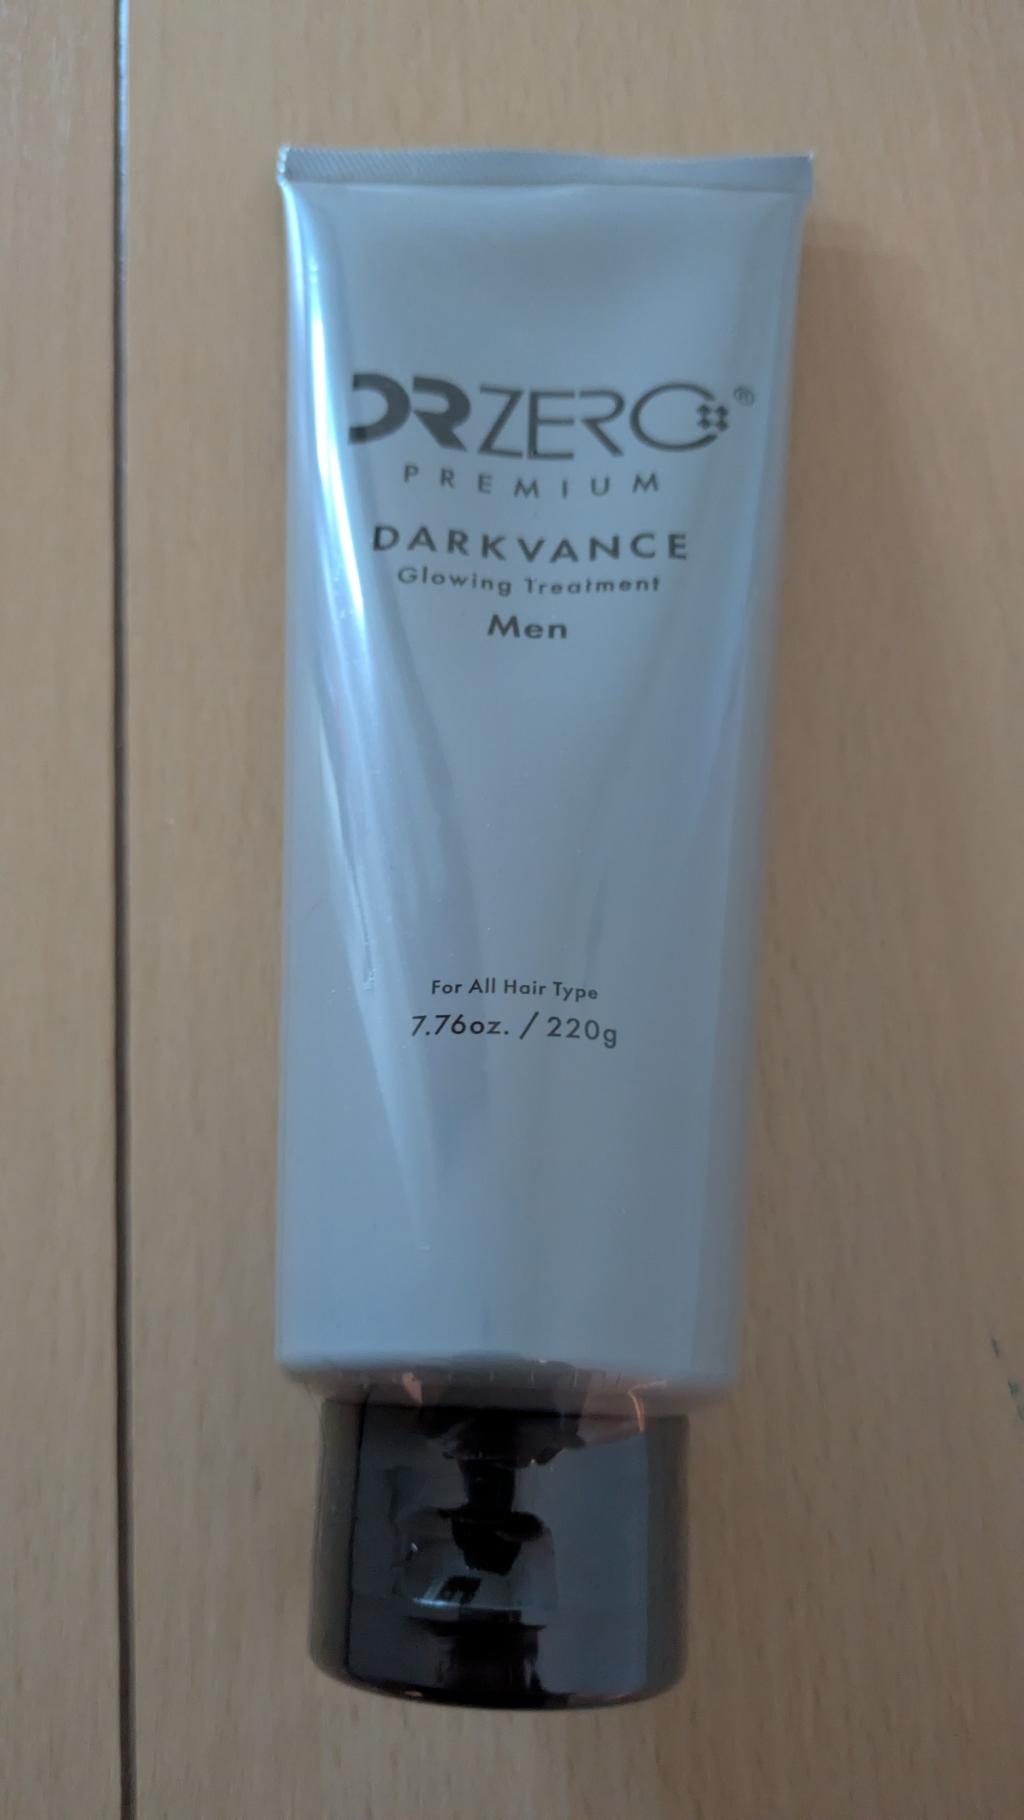 DRZERO®
PREMIUM
DARKVANCE
Glowing Treatment
Men
For All Hair Type
7.76oz. / 220g